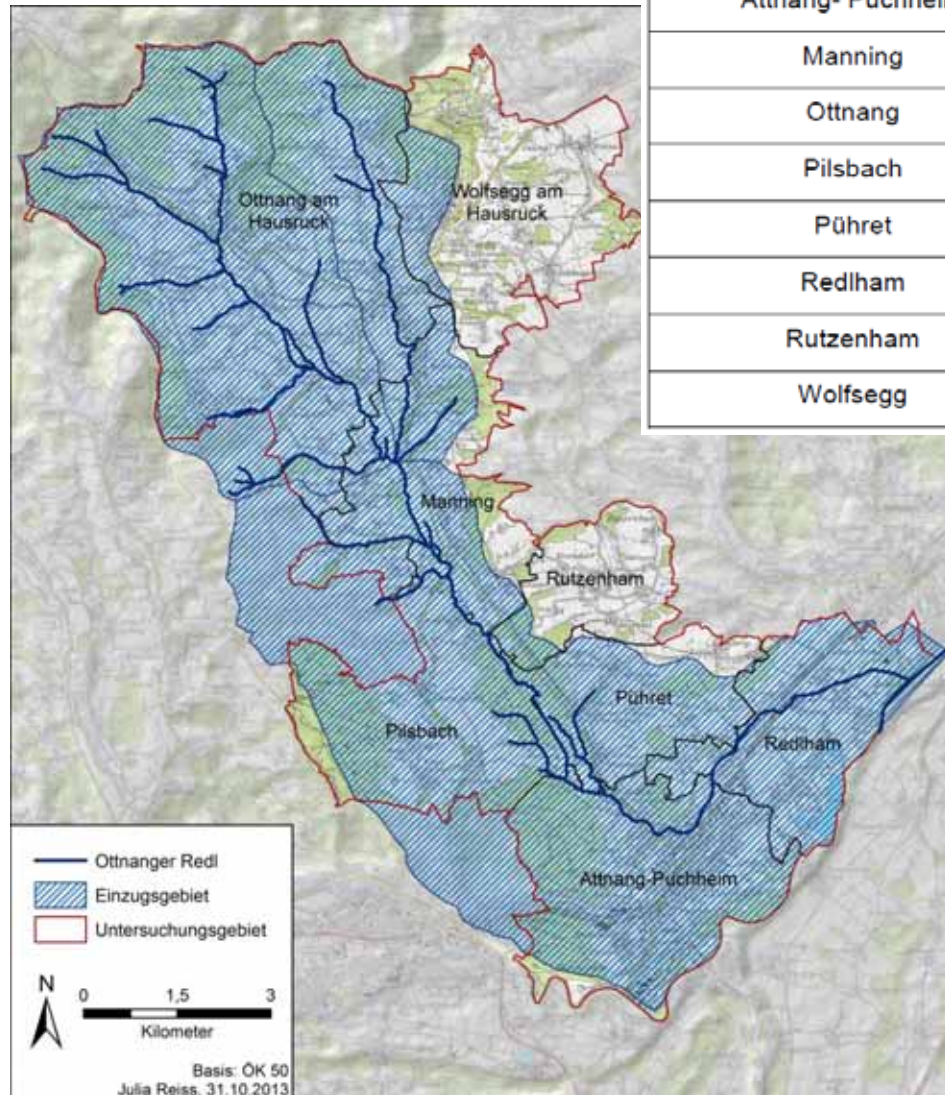 Attnang- Puchheim
Manning
Ottnang
Pilsbach
Pühret
Redlham
Rutzenham
Wolfsegg
Ottnang am
Hausruck
Wolfsegg am
Hausruck
Manning
Rutzenham
Pühret
Pilsbach
Redlham
Attnang-Puchheim
Ottnanger Redl
Einzugsgebiet
Untersuchungsgebiet
N
0 1,5 3
Kilometer
Basis: ÖK 50
Julia Reiss, 31.10.2013